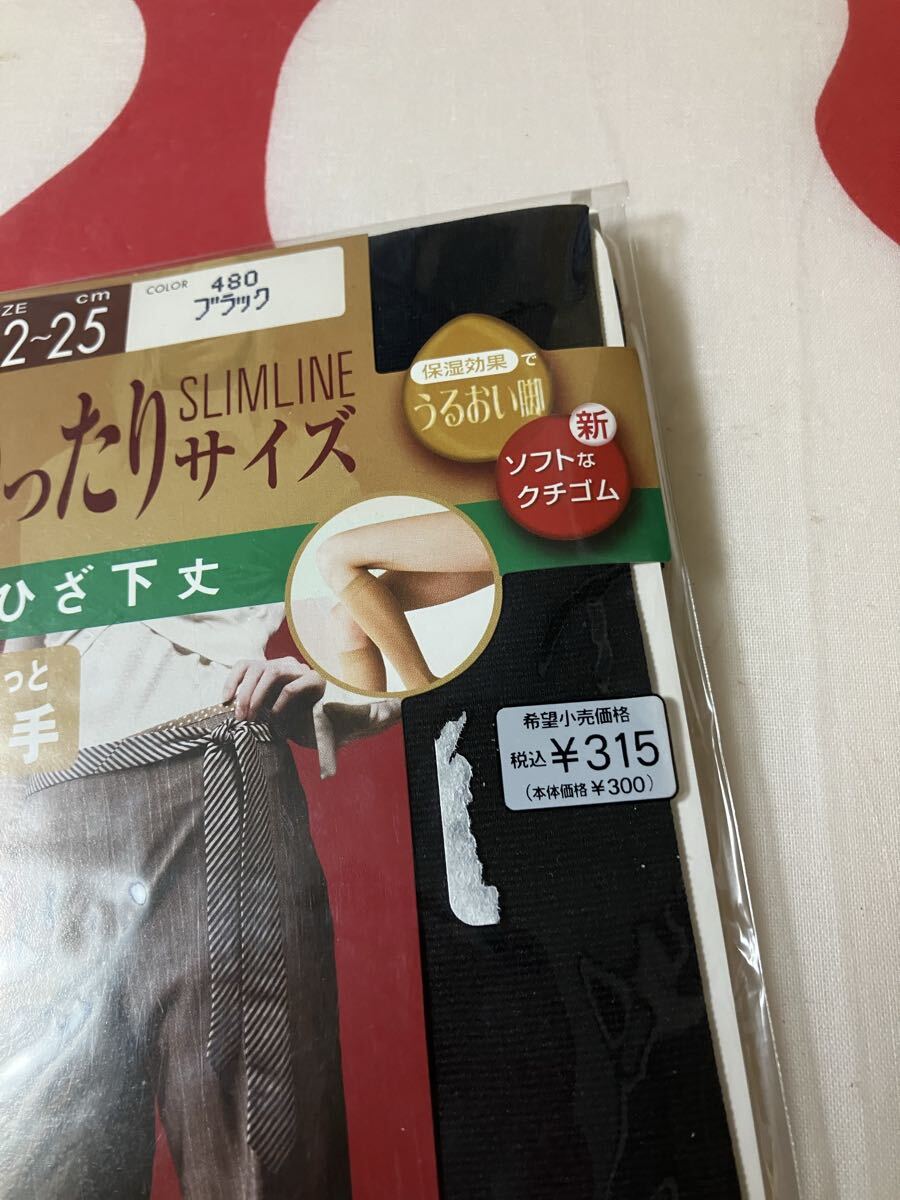 ZE cm
2~25
COLOR 480
ブラック
SLIMLINE
ったりサイズ
保湿効果で
うるおい脚
新
ソフトな
クチゴム
ひざ下丈
っと
手
希望小売価格
税込 ¥315
(本体価格 ¥300)